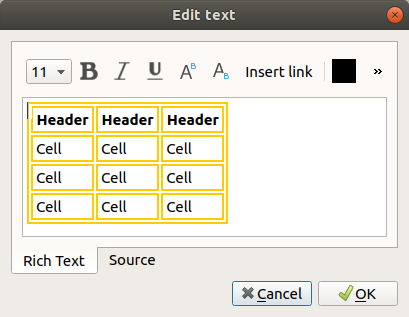 Edit text
11 B I U A^B A_B Insert link »
Header Header Header
Cell Cell Cell
Cell Cell Cell
Cell Cell Cell
Rich Text Source
Cancel OK